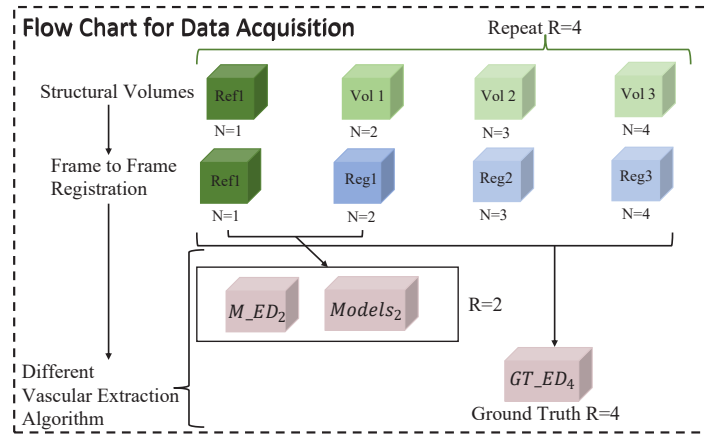 Flow Chart for Data Acquisition
Repeat R=4
Structural Volumes
Ref1
Vol 1
Vol 2
Vol 3
N=1
N=2
N=3
N=4
Frame to Frame
Registration
Ref1
Reg1
Reg2
Reg3
N=1
N=2
N=3
N=4
M_ED₂
Models₂
R=2
Different
Vascular Extraction
Algorithm
GT_ED₄
Ground Truth R=4